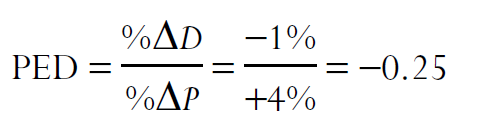 PED = %ΔD / %ΔP = −1% / +4% = −0.25